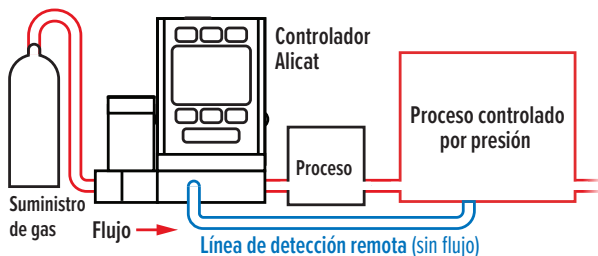 Controlador
Alicat
Proceso controlado
por presión
Proceso
Suministro
de gas
Flujo
Línea de detección remota (sin flujo)